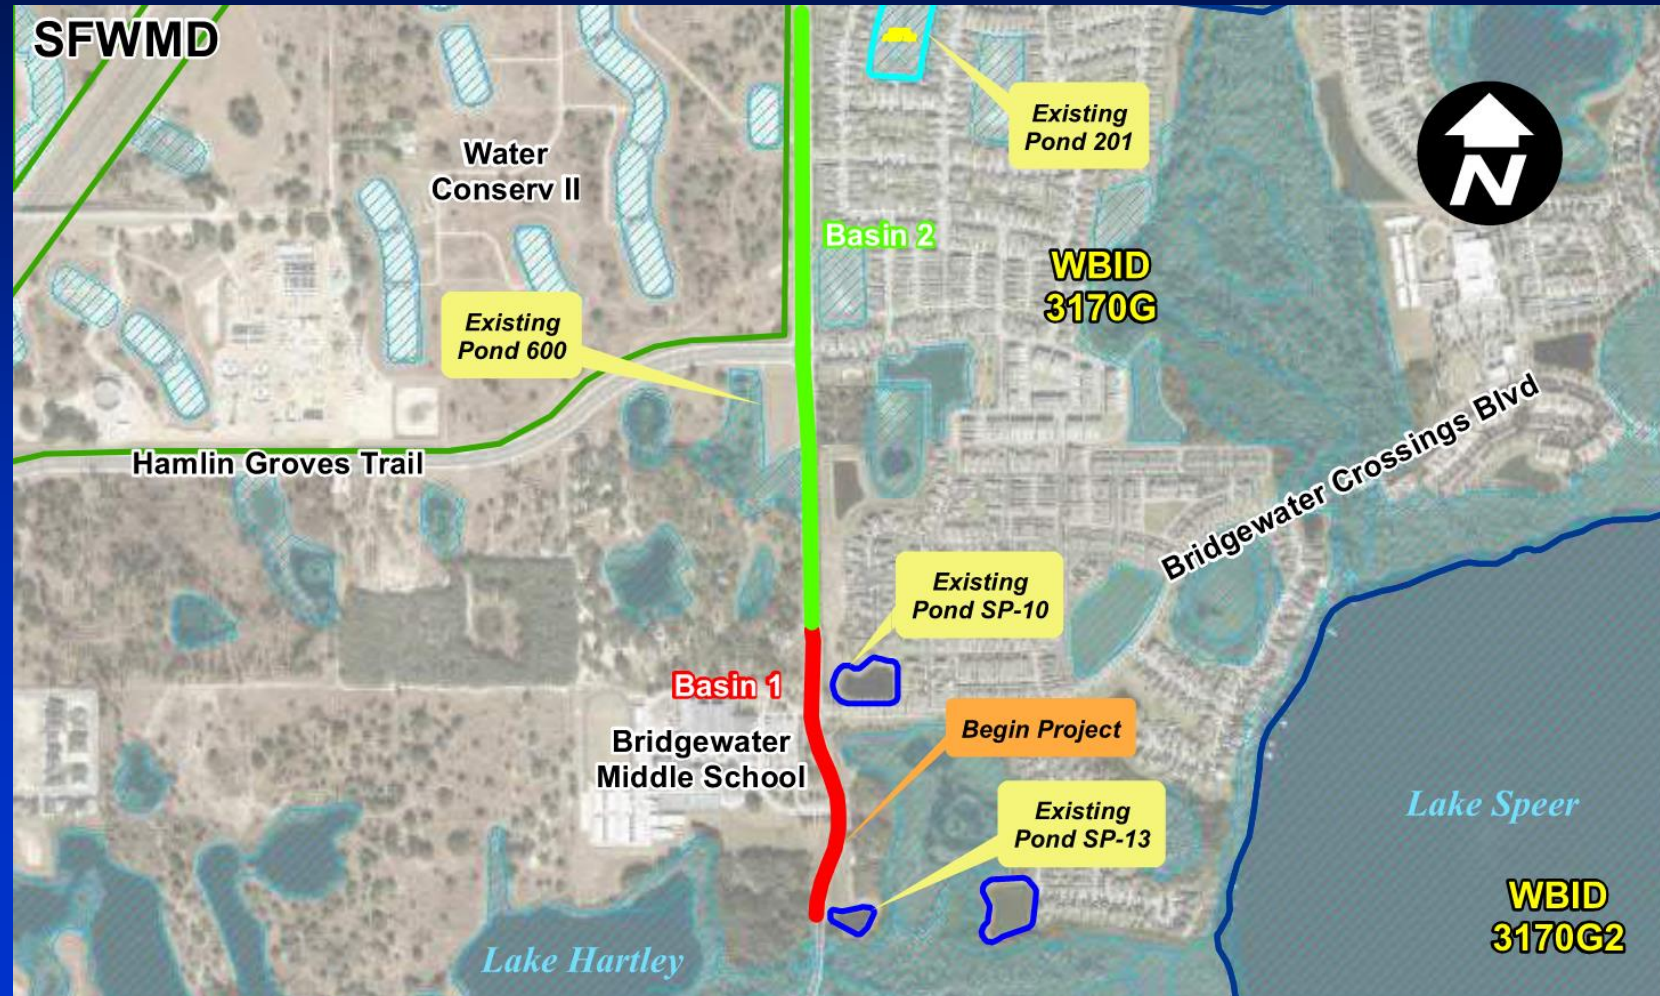 SFWMD
Existing
Pond 201
N
Water
Conserv II
Basin 2
WBID
3170G
Existing
Pond 600
Bridgewater Crossings Blvd
Hamlin Groves Trail
Existing
Pond SP-10
Basin 1
Begin Project
Bridgewater
Middle School
Existing
Pond SP-13
Lake Speer
WBID
3170G2
Lake Hartley